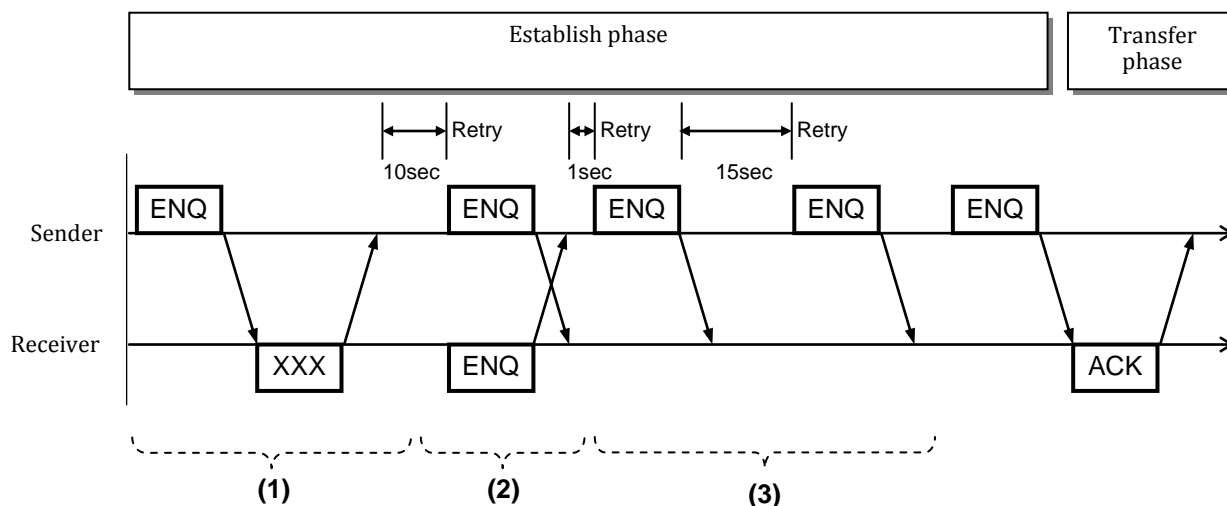 Establish phase
Transfer
phase
Retry
Retry
Retry
10sec
1sec
15sec
ENQ
ENQ
ENQ
ENQ
ENQ
Sender
Receiver
XXX
ENQ
ACK
(1)
(2)
(3)